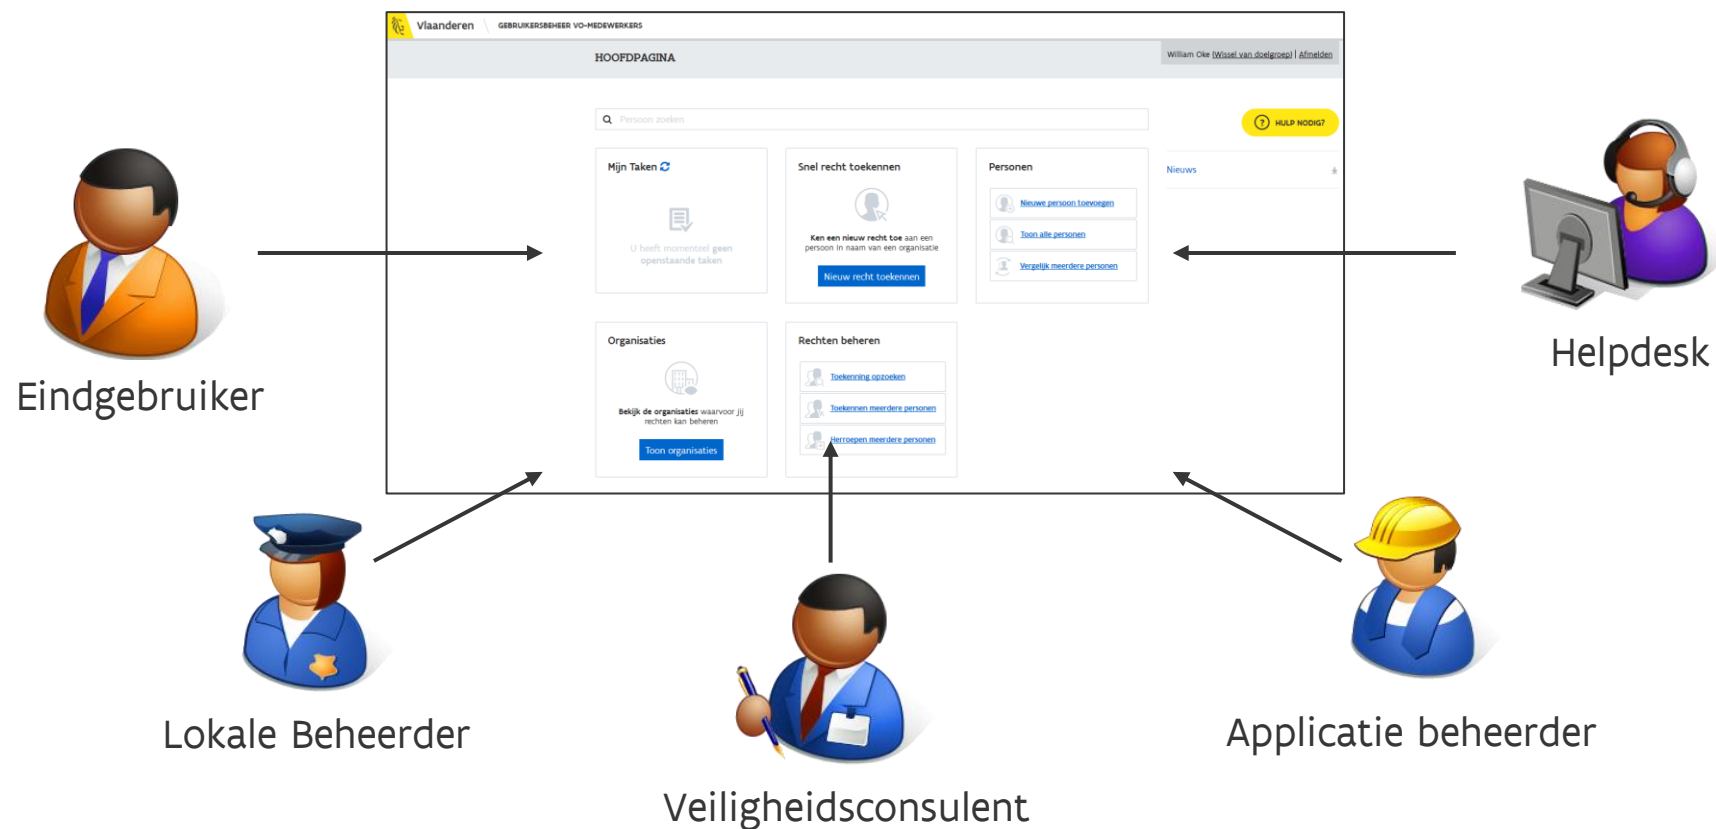 Vlaanderen GEBRUIKERSBEHEER VO-MEDEWERKERS
HOOFDPAGINA
William Oke (Wissel van doelgroep) | Afmelden
Persoon zoeken
? HULP NODIG?
Mijn Taken
U heeft momenteel geen
openstaande taken
Snel recht toekennen
Ken een nieuw recht toe aan een
persoon in naam van een organisatie
Nieuw recht toekennen
Personen
Nieuwe persoon toevoegen
Toon alle personen
Vergelijk meerdere personen
Nieuws
Organisaties
Bekijk de organisaties waarvoor jij
rechten kan beheren
Toon organisaties
Rechten beheren
Toekenning opzoeken
Toekennen meerdere personen
Herroepen meerdere personen
Eindgebruiker
Helpdesk
Lokale Beheerder
Veiligheidsconsulent
Applicatie beheerder